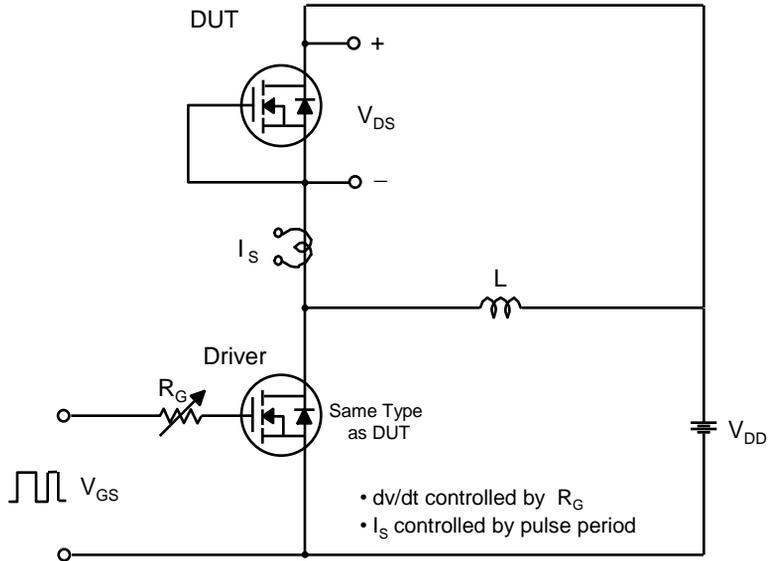 DUT
+
V_DS
–
I_S
L
Driver
R_G
Same Type
as DUT
V_DD
V_GS
• dv/dt controlled by R_G
• I_S controlled by pulse period